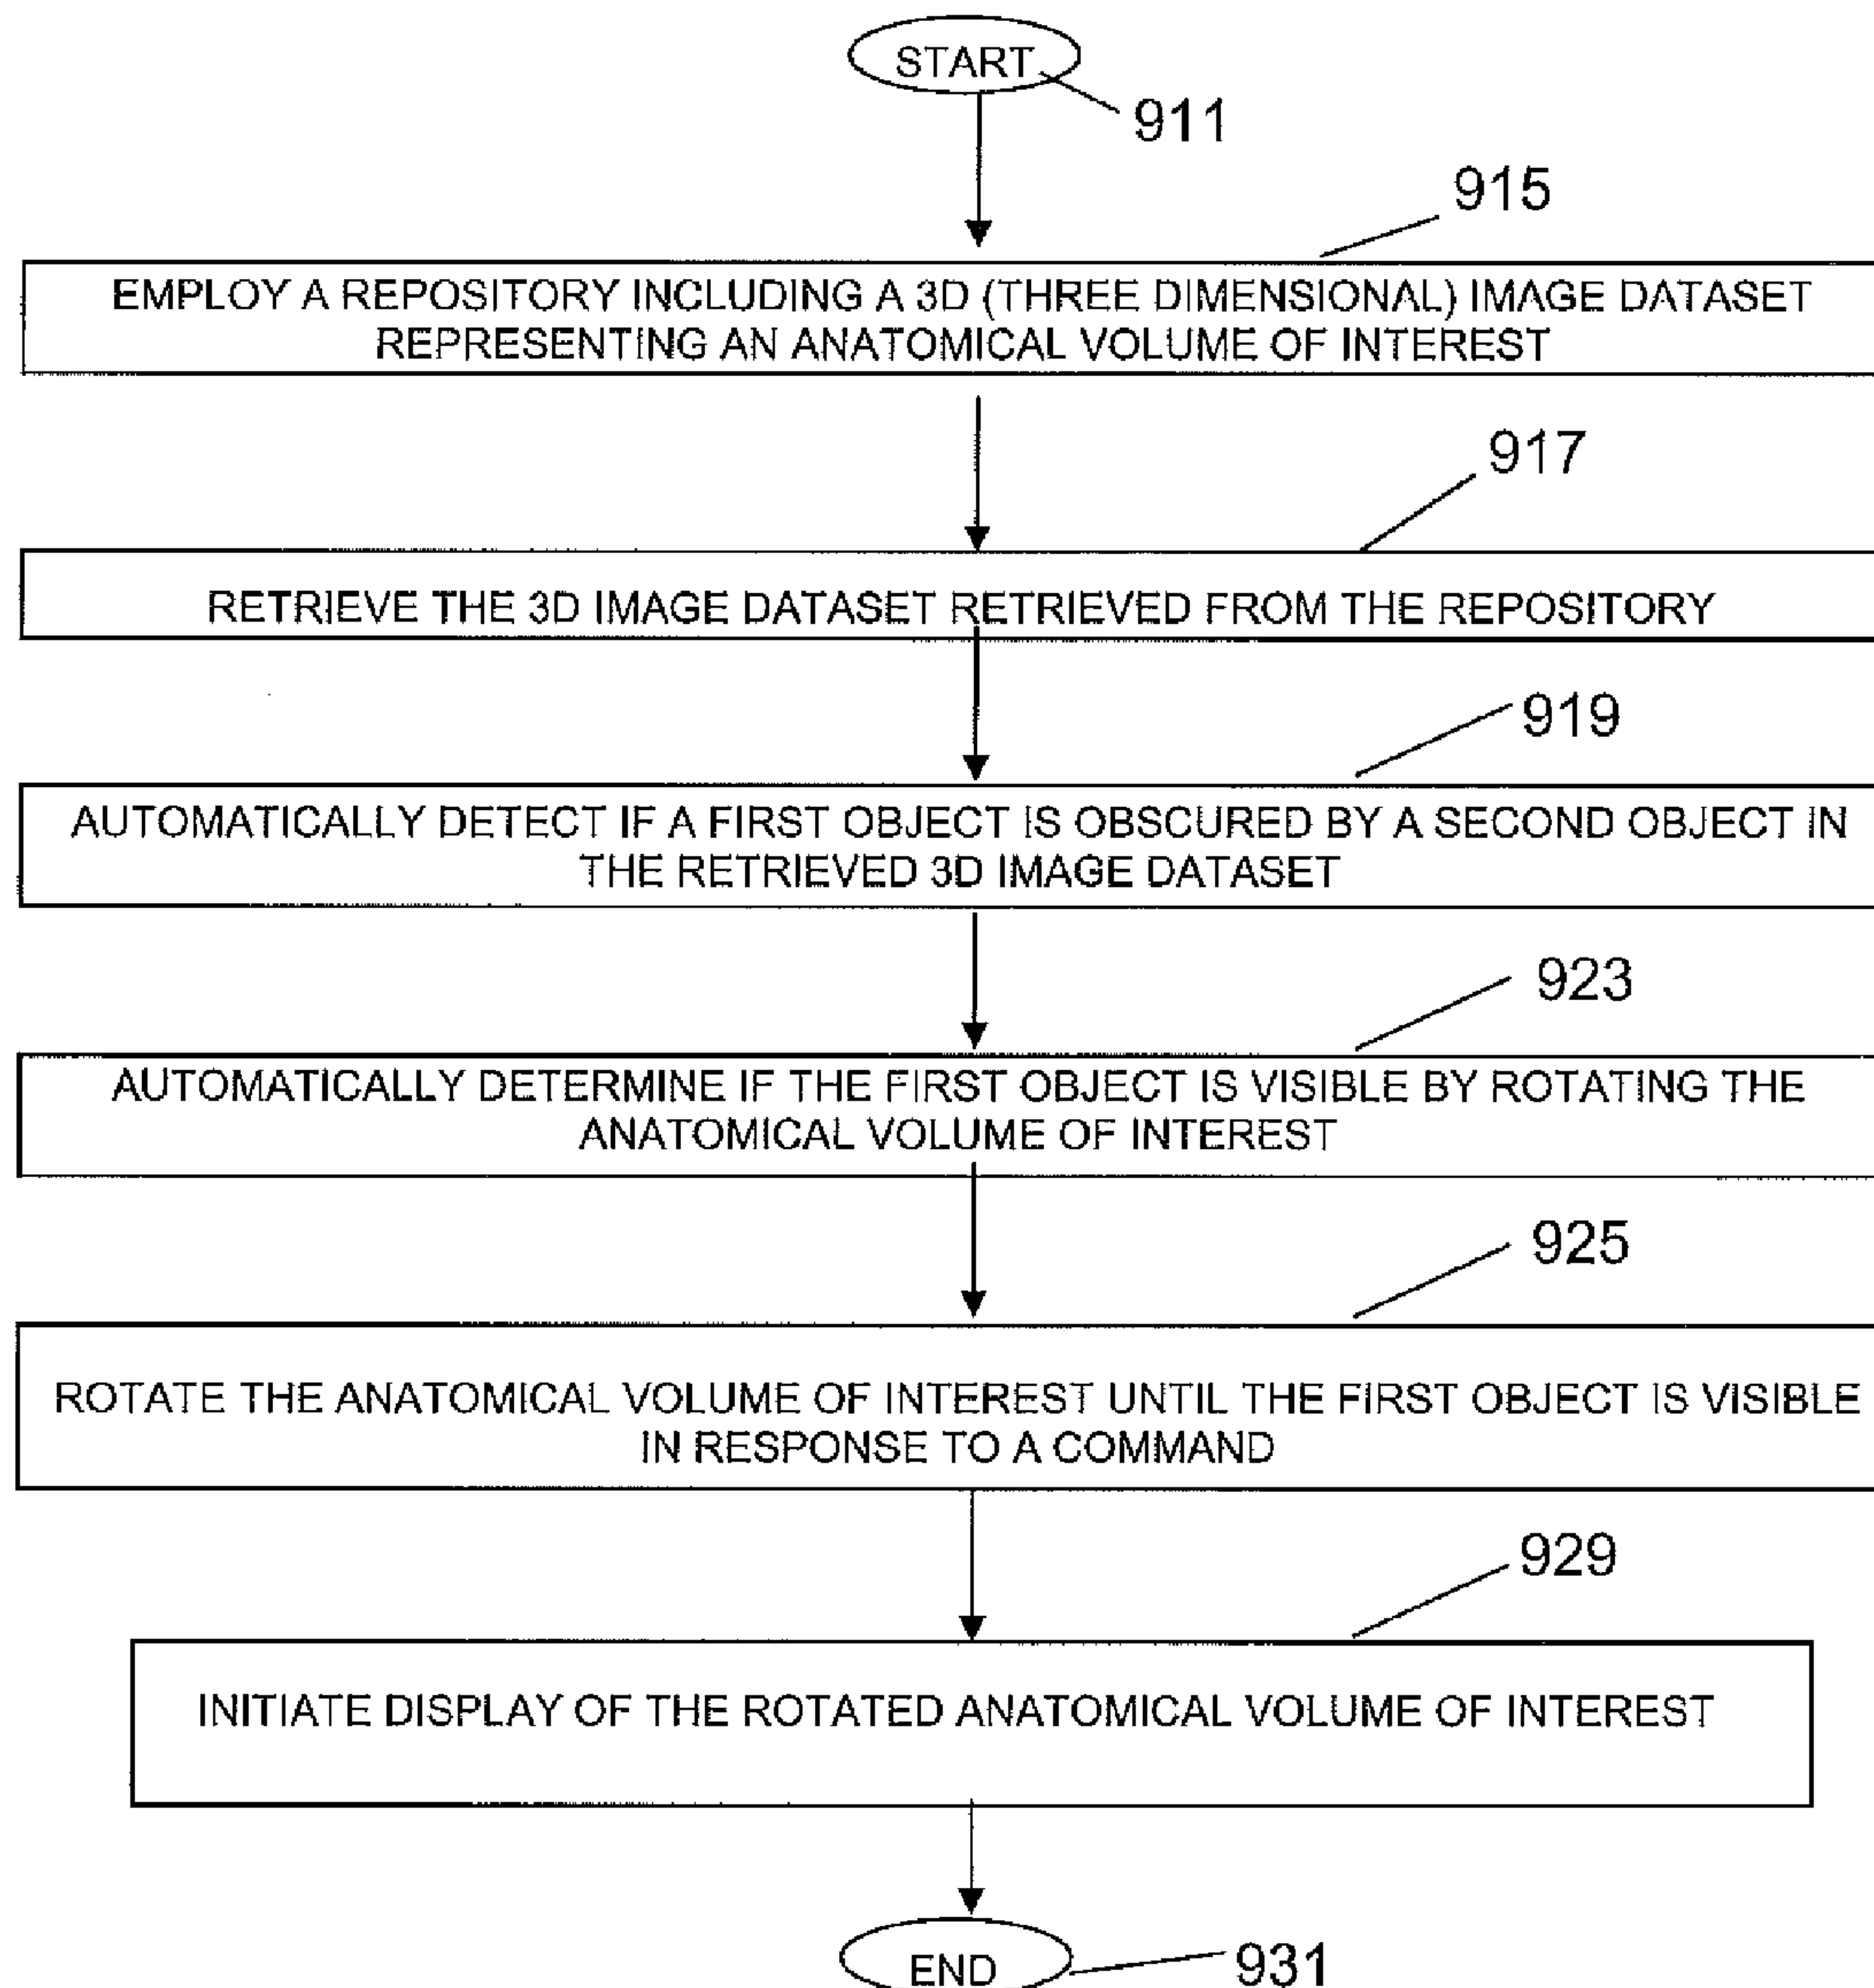 START
911
915
EMPLOY A REPOSITORY INCLUDING A 3D (THREE DIMENSIONAL) IMAGE DATASET
REPRESENTING AN ANATOMICAL VOLUME OF INTEREST
917
RETRIEVE THE 3D IMAGE DATASET RETRIEVED FROM THE REPOSITORY
919
AUTOMATICALLY DETECT IF A FIRST OBJECT IS OBSCURED BY A SECOND OBJECT IN
THE RETRIEVED 3D IMAGE DATASET
923
AUTOMATICALLY DETERMINE IF THE FIRST OBJECT IS VISIBLE BY ROTATING THE
ANATOMICAL VOLUME OF INTEREST
925
ROTATE THE ANATOMICAL VOLUME OF INTEREST UNTIL THE FIRST OBJECT IS VISIBLE
IN RESPONSE TO A COMMAND
929
INITIATE DISPLAY OF THE ROTATED ANATOMICAL VOLUME OF INTEREST
END
931